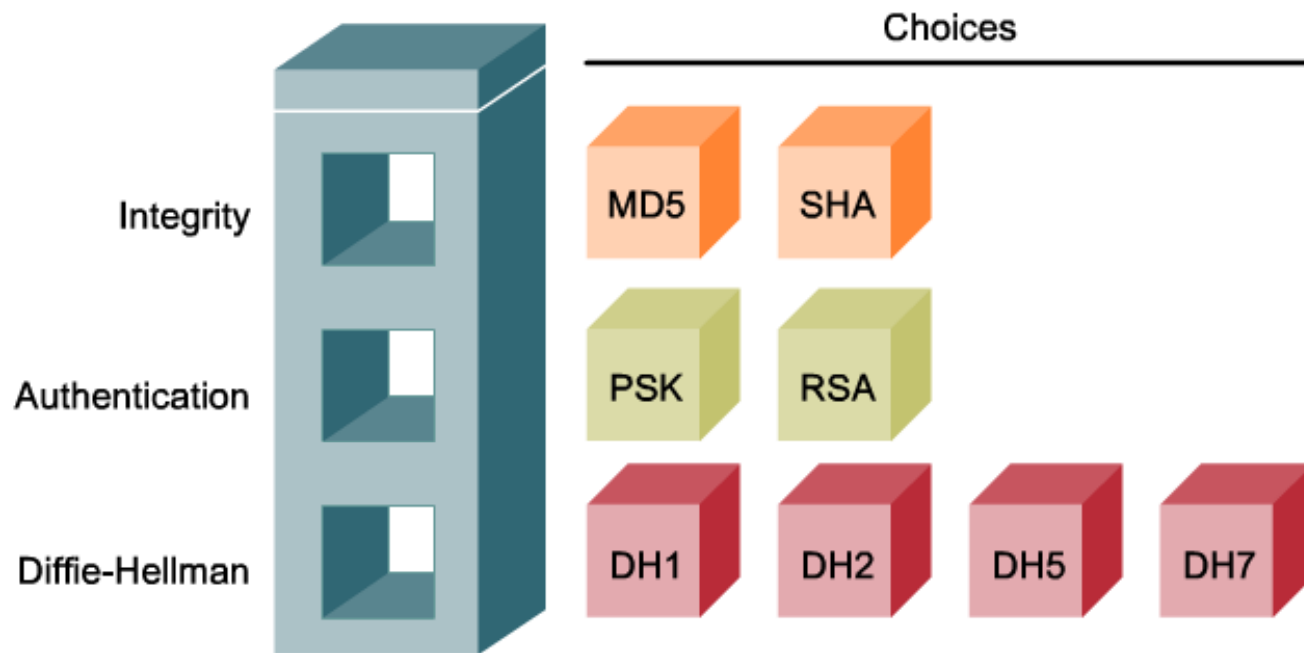 Choices
Integrity
MD5 SHA
Authentication
PSK RSA
Diffie-Hellman
DH1 DH2 DH5 DH7